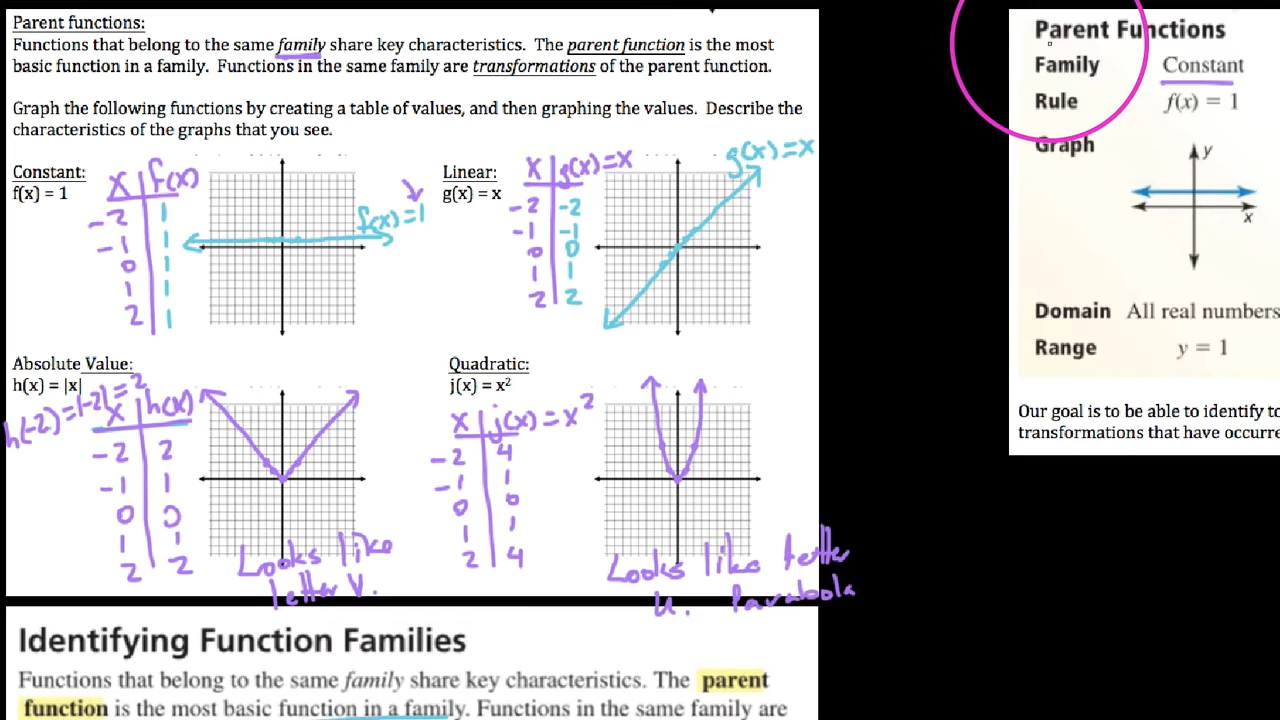 Parent functions:
Functions that belong to the same family share key characteristics. The parent function is the most
basic function in a family. Functions in the same family are transformations of the parent function.
Graph the following functions by creating a table of values, and then graphing the values. Describe the
characteristics of the graphs that you see.
Constant:
f(x) = 1
x f(x)
-2 1
-1 1
0 1
1 1
2 1
f(x)=1
Linear:
g(x) = x
x g(x)=x
-2 -2
-1 -1
0 0
1 1
2 2
g(x)=x
Absolute Value:
h(x) = |x|
h(-2)=|-2|=2
x h(x)
-2 2
-1 1
0 0
1 1
2 2
Looks like
letter V.
Quadratic:
j(x) = x²
x j(x)=x²
-2 4
-1 1
0 0
1 1
2 4
Looks like letter
u. Parabola
Identifying Function Families
Functions that belong to the same family share key characteristics. The parent
function is the most basic function in a family. Functions in the same family are
Parent Functions
Family Constant
Rule f(x) = 1
Graph
y
x
Domain All real numbers
Range y = 1
Our goal is to be able to identify to
transformations that have occurre